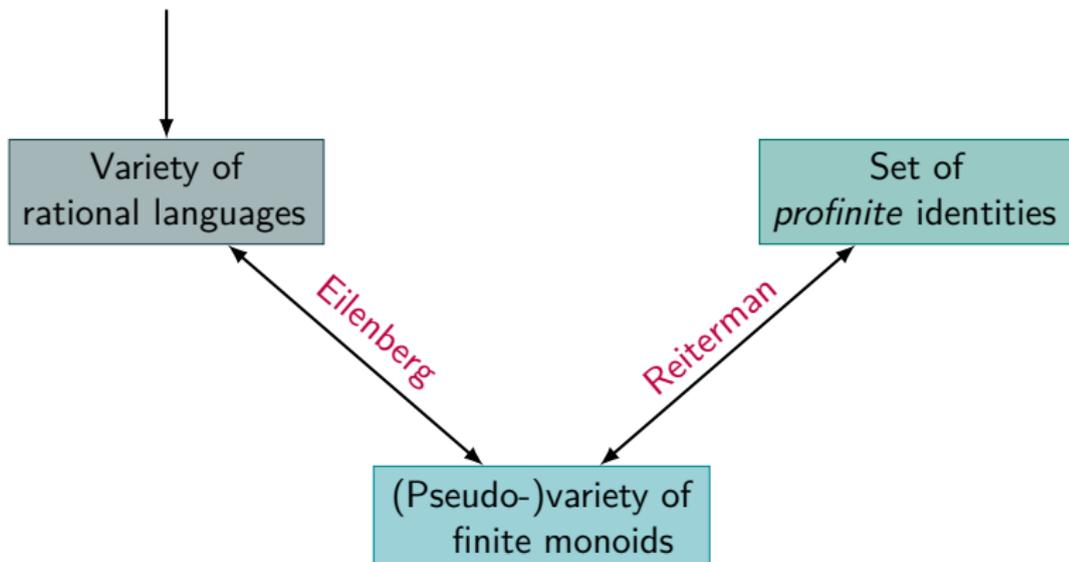 Variety of
rational languages
Set of
profinite identities
Eilenberg
Reiterman
(Pseudo-)variety of
finite monoids